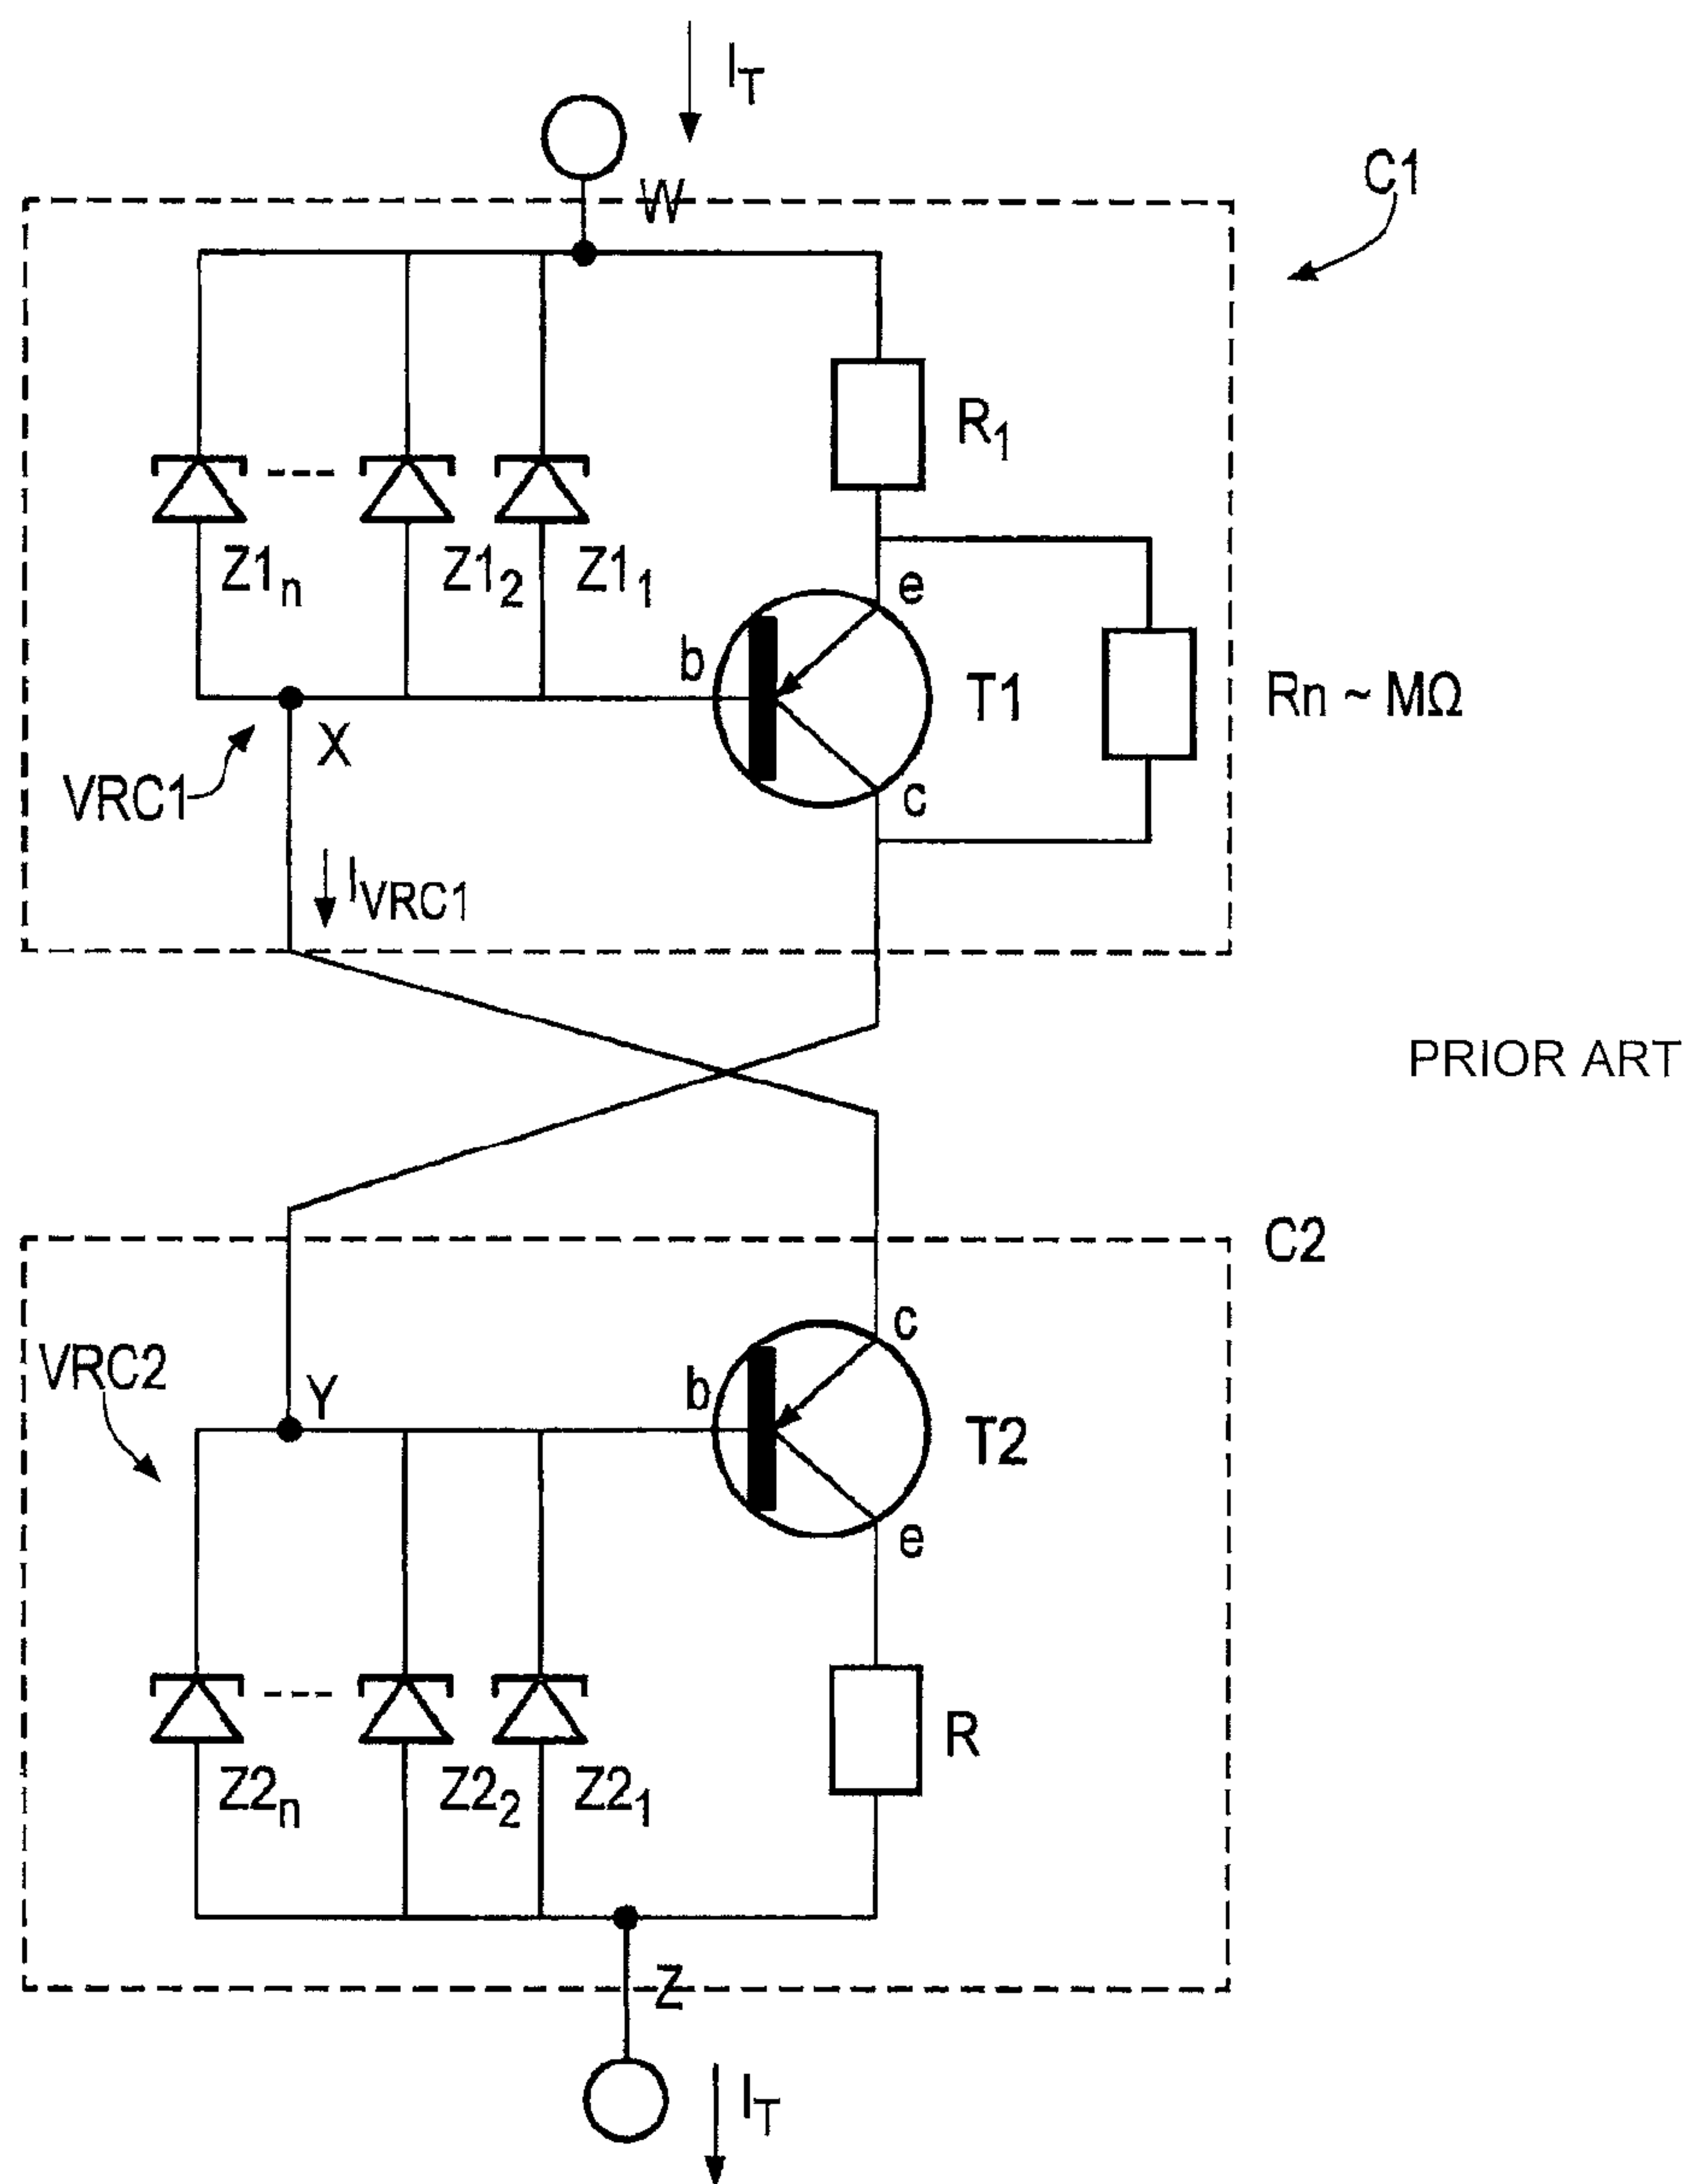 I_T
W
C1
R_1
Z1_n
Z1_2
Z1_1
e
b
T1
Rn ~ MΩ
X
VRC1
c
I_VRC1
PRIOR ART
C2
c
VRC2
Y
b
T2
e
R
Z2_n
Z2_2
Z2_1
Z
I_T